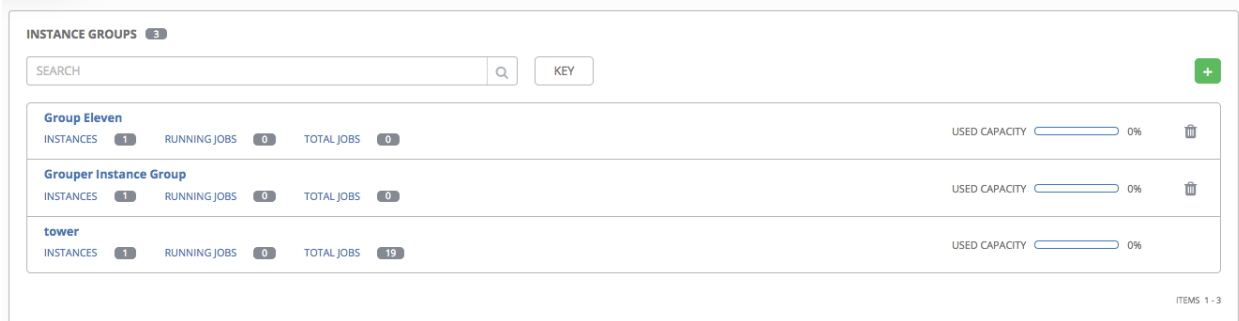 INSTANCE GROUPS 3
SEARCH KEY +
Group Eleven
INSTANCES 1 RUNNING JOBS 0 TOTAL JOBS 0 USED CAPACITY 0%
Grouper Instance Group
INSTANCES 1 RUNNING JOBS 0 TOTAL JOBS 0 USED CAPACITY 0%
tower
INSTANCES 1 RUNNING JOBS 0 TOTAL JOBS 19 USED CAPACITY 0%
ITEMS 1 - 3